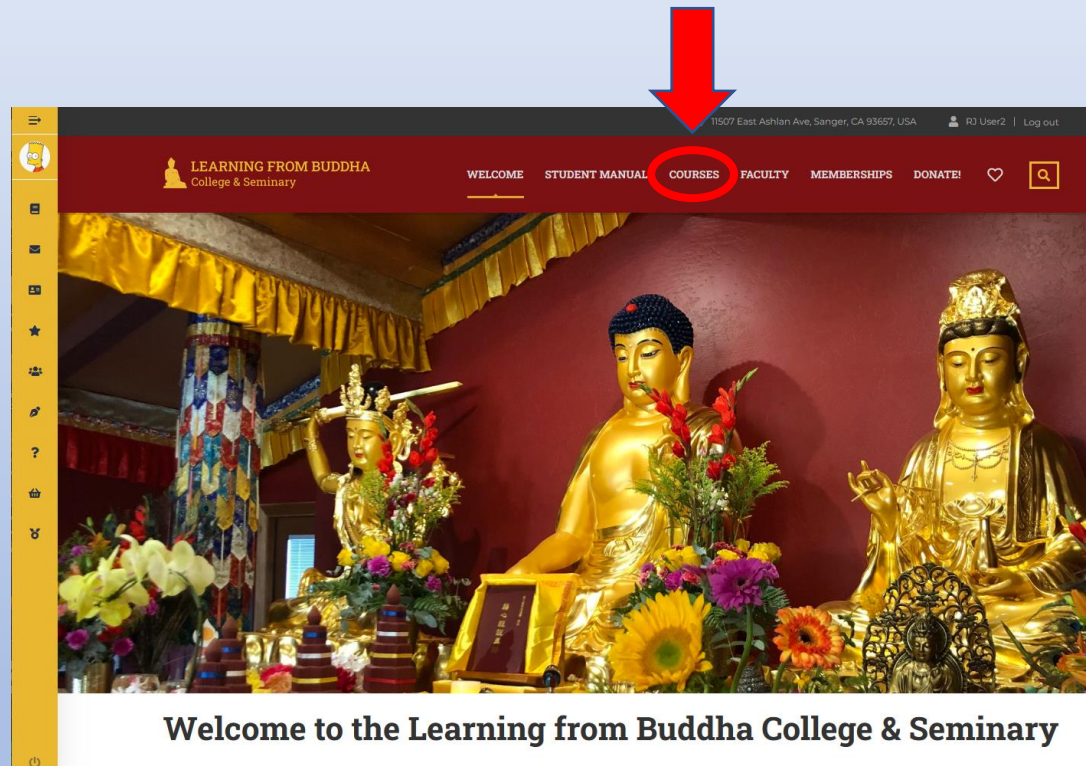 11507 East Ashlan Ave, Sanger, CA 93657, USA RJ User2 | Log out
LEARNING FROM BUDDHA
College & Seminary
WELCOME STUDENT MANUAL COURSES FACULTY MEMBERSHIPS DONATE!
Welcome to the Learning from Buddha College & Seminary